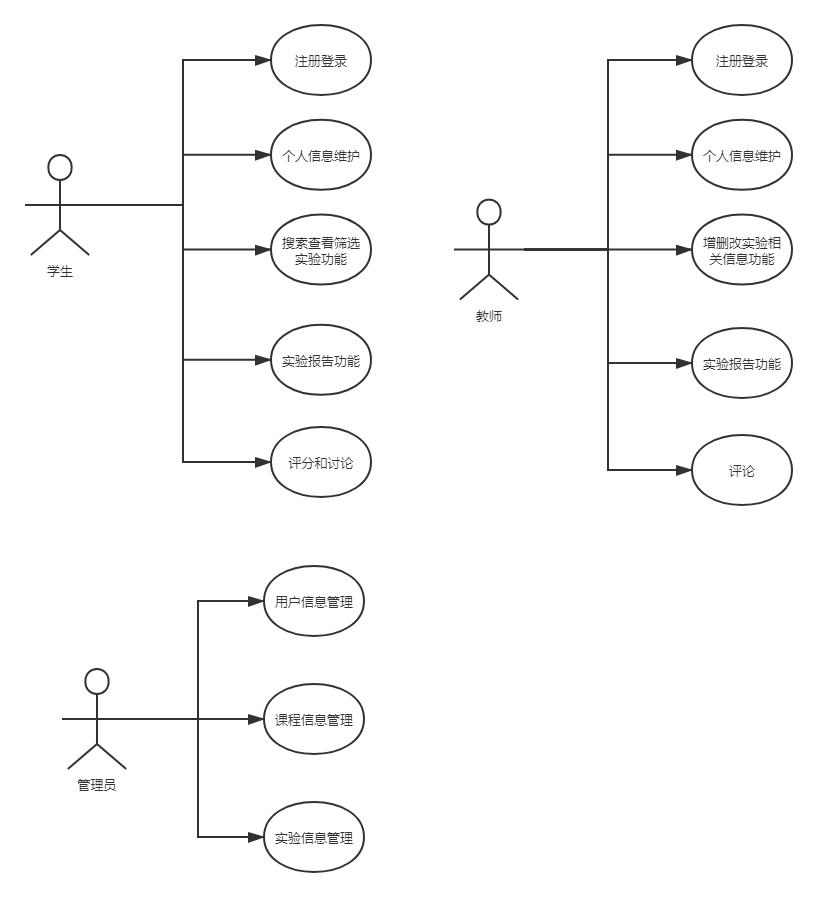 学生
注册登录
个人信息维护
搜索查看筛选
实验功能
实验报告功能
评分和讨论
教师
注册登录
个人信息维护
增删改实验相
关信息功能
实验报告功能
评论
管理员
用户信息管理
课程信息管理
实验信息管理